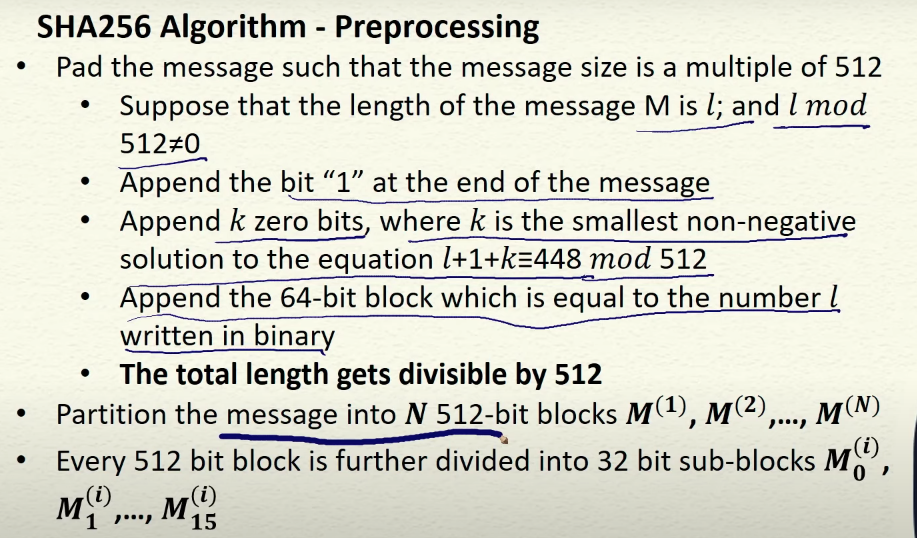 SHA256 Algorithm - Preprocessing
• Pad the message such that the message size is a multiple of 512
• Suppose that the length of the message M is l; and l mod
512≠0
• Append the bit “1” at the end of the message
• Append k zero bits, where k is the smallest non-negative
solution to the equation l+1+k≡448 mod 512
• Append the 64-bit block which is equal to the number l
written in binary
• The total length gets divisible by 512
• Partition the message into N 512-bit blocks M^(1), M^(2),..., M^(N)
• Every 512 bit block is further divided into 32 bit sub-blocks M_0^(i),
M_1^(i),..., M_15^(i)